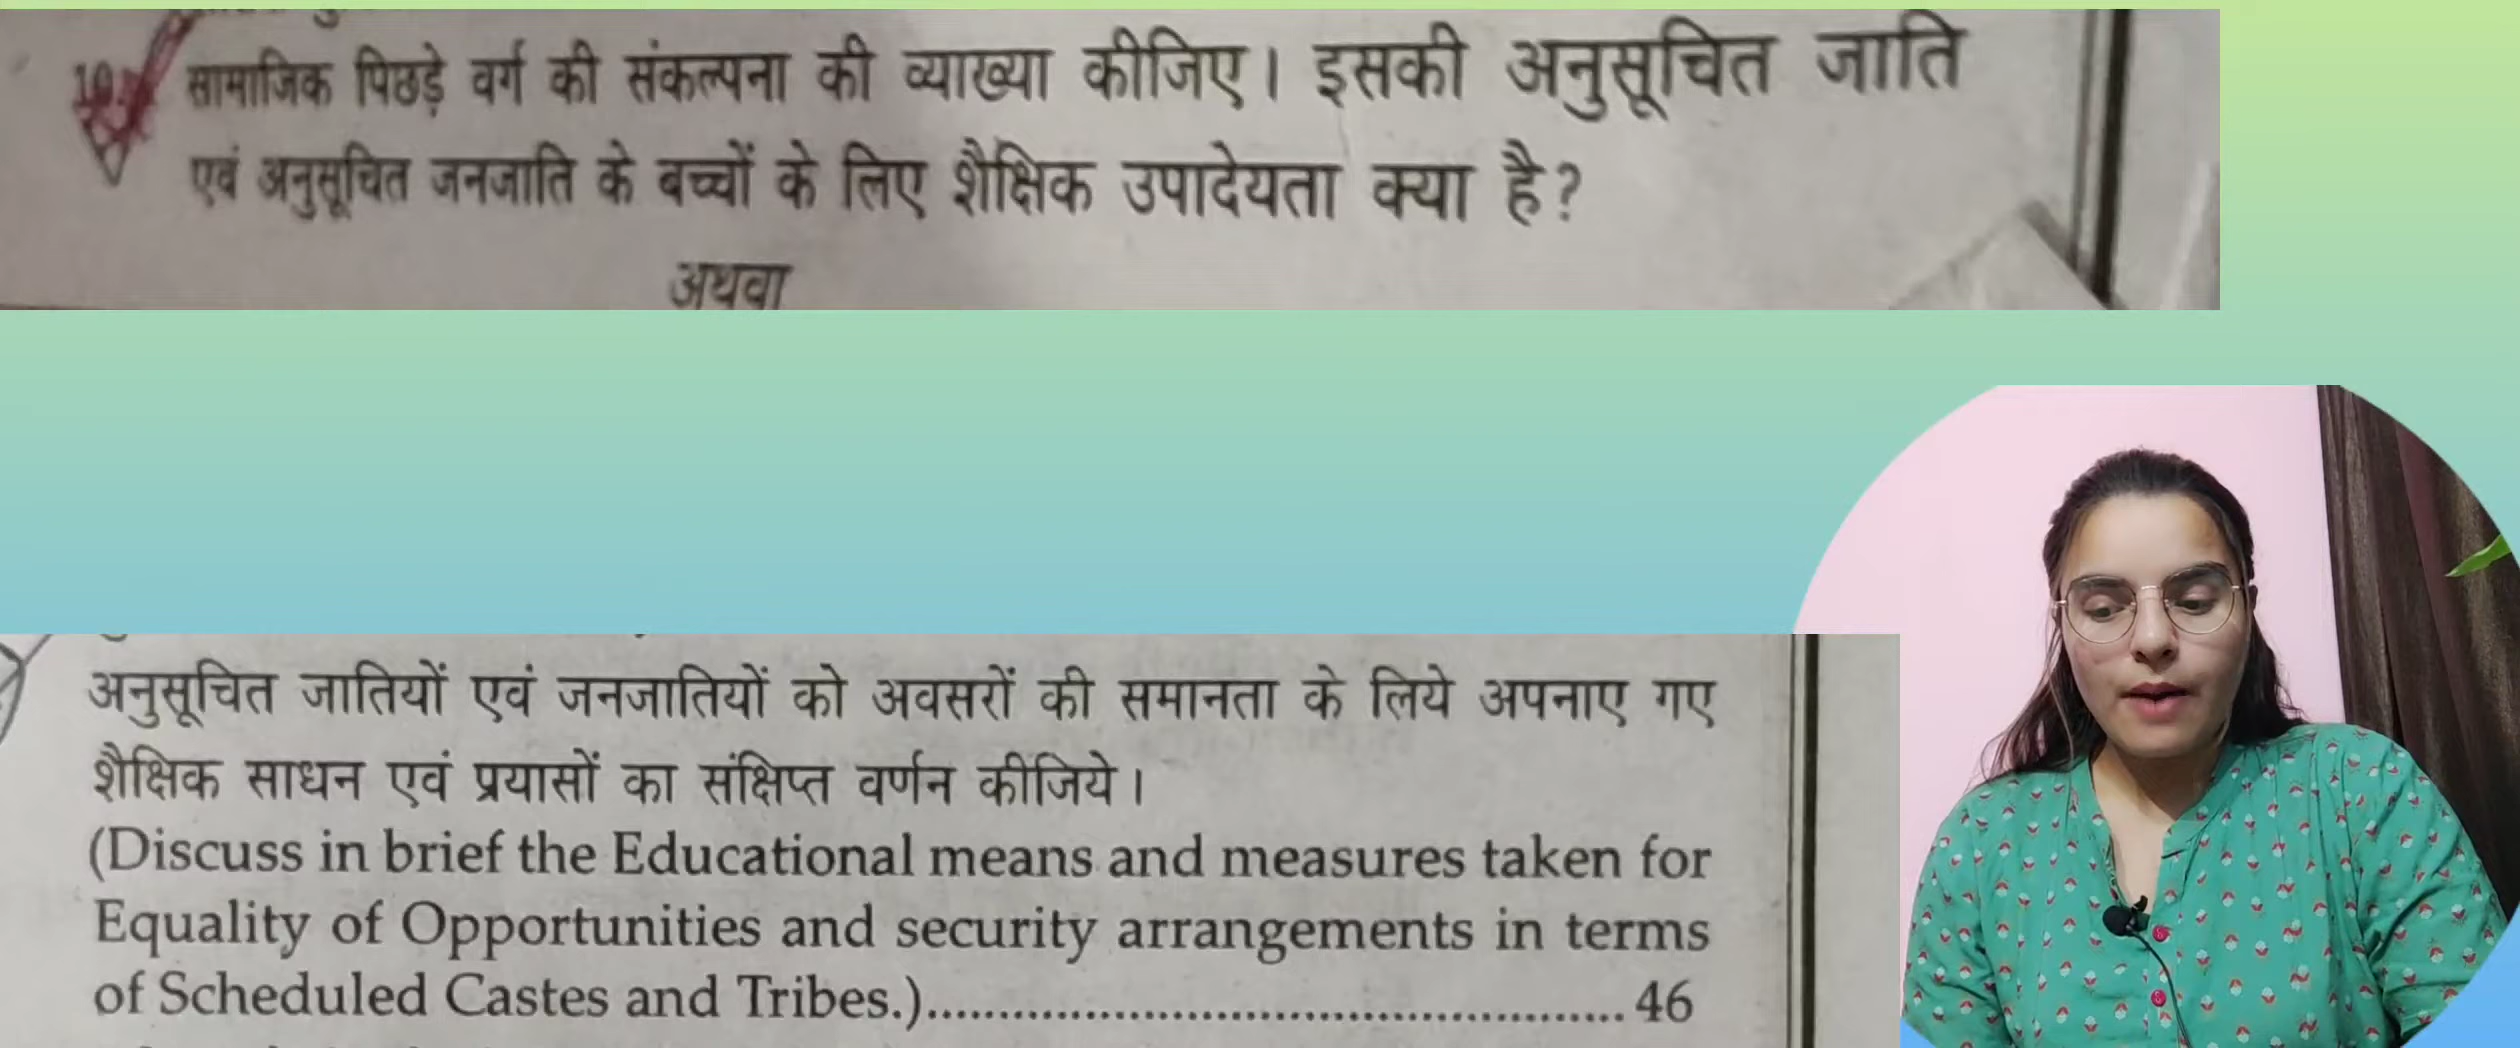 10. सामाजिक पिछड़े वर्ग की संकल्पना की व्याख्या कीजिए। इसकी अनुसूचित जाति
एवं अनुसूचित जनजाति के बच्चों के लिए शैक्षिक उपादेयता क्या है?
अथवा
अनुसूचित जातियों एवं जनजातियों को अवसरों की समानता के लिये अपनाए गए
शैक्षिक साधन एवं प्रयासों का संक्षिप्त वर्णन कीजिये।
(Discuss in brief the Educational means and measures taken for
Equality of Opportunities and security arrangements in terms
of Scheduled Castes and Tribes.)................................................ 46